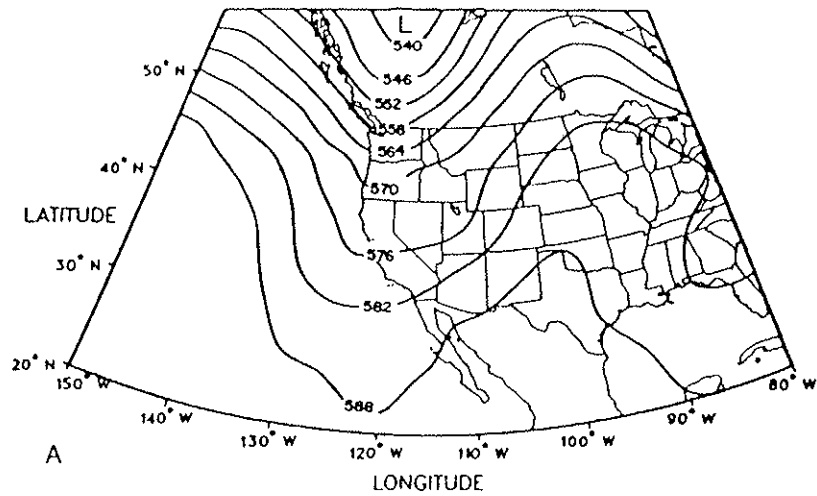 L
540
546
552
558
564
570
576
582
588
50° N
40° N
LATITUDE
30° N
20° N
150° W
140° W
130° W
120° W
110° W
100° W
90° W
80° W
A
LONGITUDE